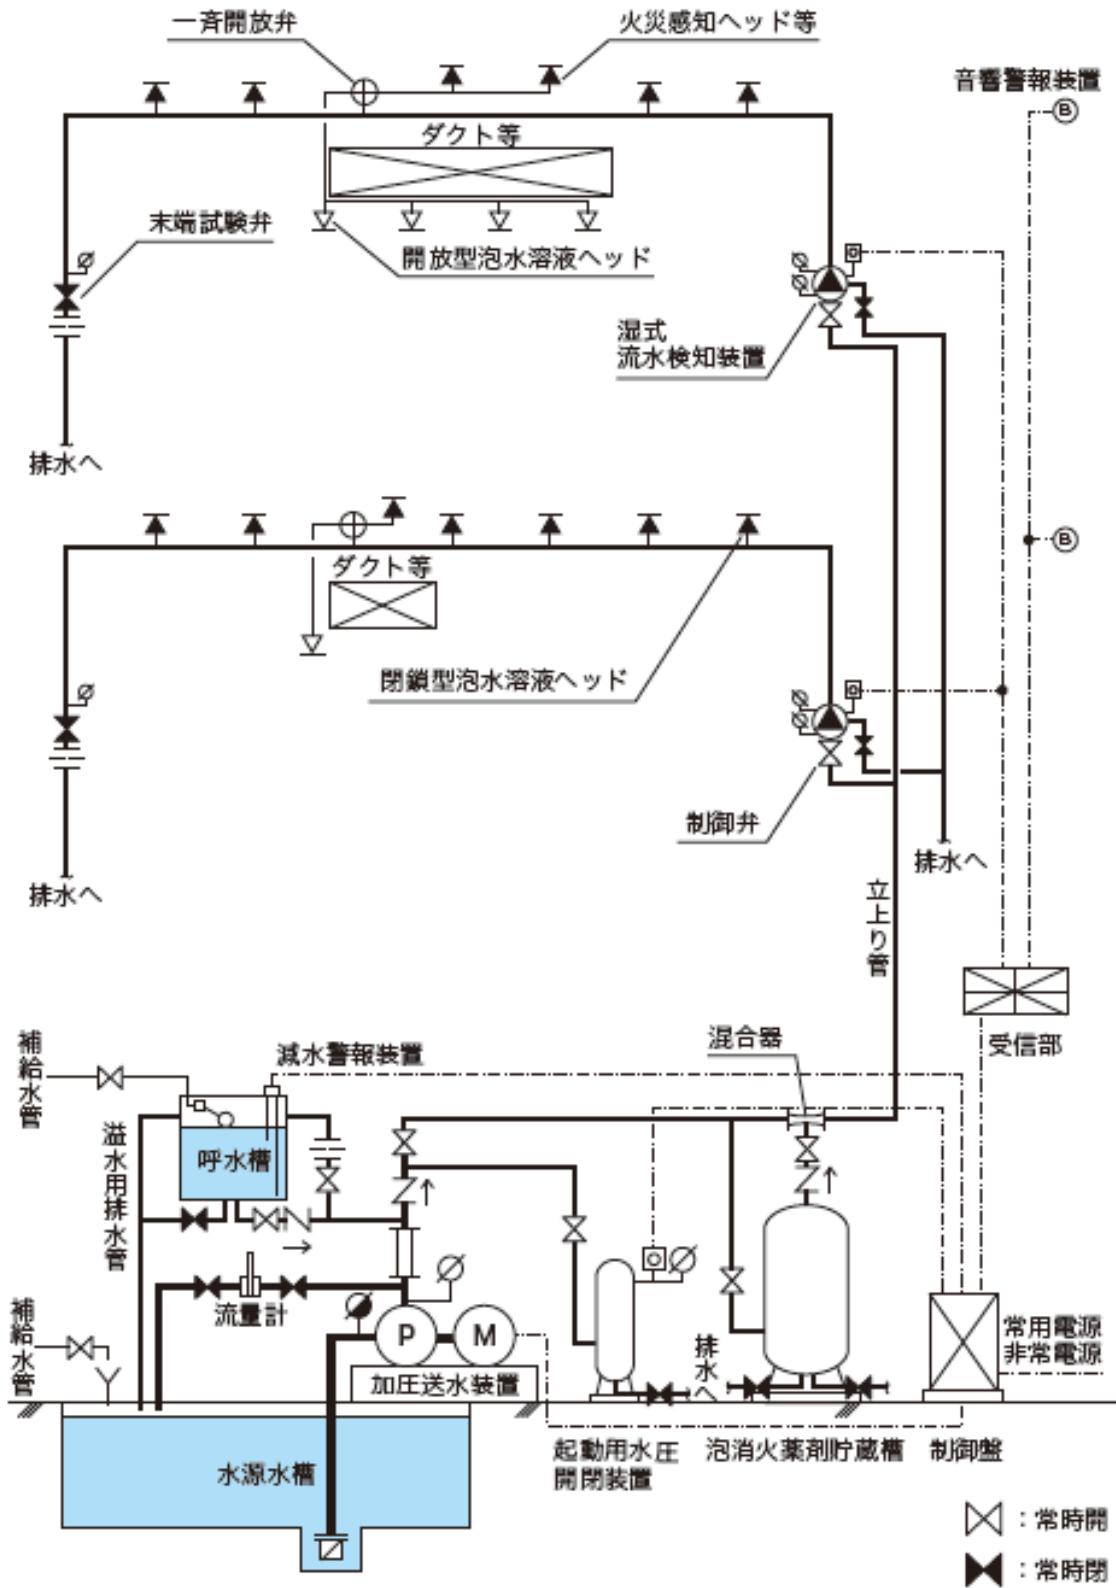 一斉開放弁
火災感知ヘッド等
音響警報装置
B
ダクト等
末端試験弁
開放型泡水溶液ヘッド
湿式
流水検知装置
排水へ
B
ダクト等
閉鎖型泡水溶液ヘッド
制御弁
排水へ
排水へ
立上り管
受信部
混合器
補給水管
減水警報装置
溢水用排水管
呼水槽
流量計
補給水管
P
M
加圧送水装置
排水へ
常用電源
非常電源
水源水槽
起動用水圧
開閉装置
泡消火薬剤貯蔵槽
制御盤
：常時開
：常時閉